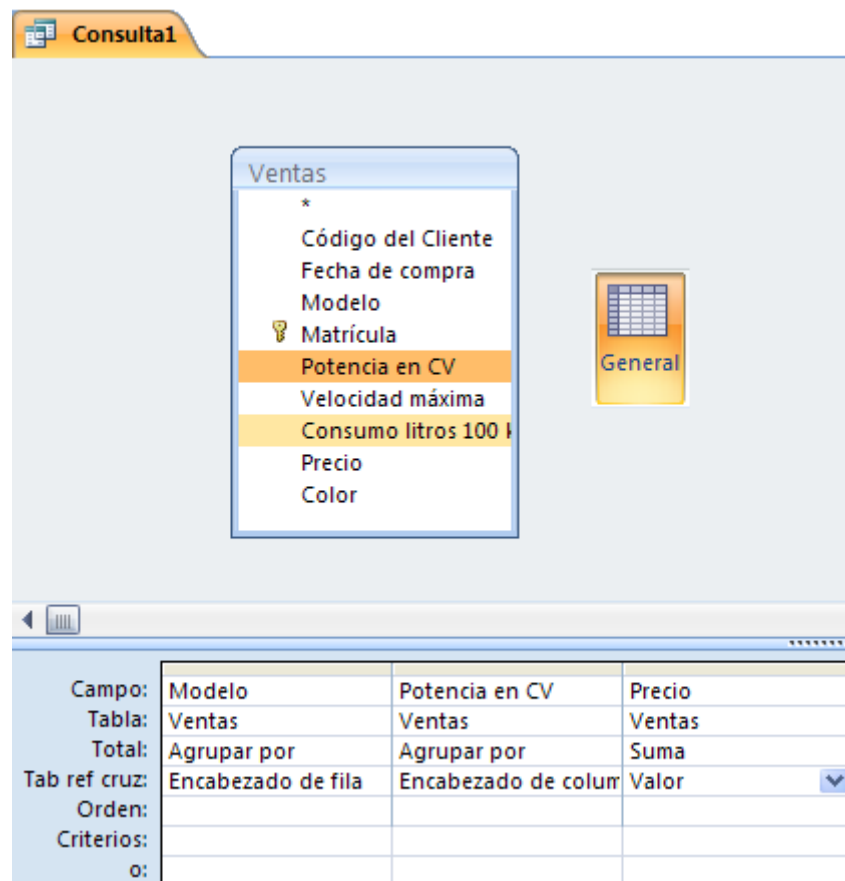 Consulta1
Ventas
*
Código del Cliente
Fecha de compra
Modelo
Matrícula
Potencia en CV
Velocidad máxima
Consumo litros 100 k
Precio
Color
General
Campo: Modelo Potencia en CV Precio
Tabla: Ventas Ventas Ventas
Total: Agrupar por Agrupar por Suma
Tab ref cruz: Encabezado de fila Encabezado de colum Valor
Orden:
Criterios:
o: